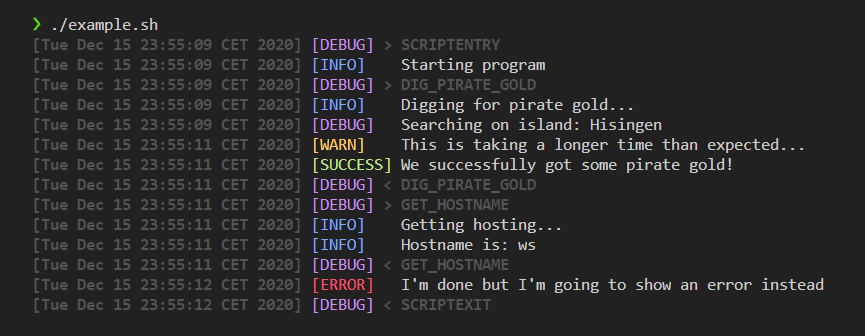 ❯ ./example.sh
[Tue Dec 15 23:55:09 CET 2020] [DEBUG] > SCRIPTENTRY
[Tue Dec 15 23:55:09 CET 2020] [INFO]    Starting program
[Tue Dec 15 23:55:09 CET 2020] [DEBUG] > DIG_PIRATE_GOLD
[Tue Dec 15 23:55:09 CET 2020] [INFO]    Digging for pirate gold...
[Tue Dec 15 23:55:09 CET 2020] [DEBUG]   Searching on island: Hisingen
[Tue Dec 15 23:55:11 CET 2020] [WARN]    This is taking a longer time than expected...
[Tue Dec 15 23:55:11 CET 2020] [SUCCESS] We successfully got some pirate gold!
[Tue Dec 15 23:55:11 CET 2020] [DEBUG] < DIG_PIRATE_GOLD
[Tue Dec 15 23:55:11 CET 2020] [DEBUG] > GET_HOSTNAME
[Tue Dec 15 23:55:11 CET 2020] [INFO]    Getting hosting...
[Tue Dec 15 23:55:11 CET 2020] [INFO]    Hostname is: ws
[Tue Dec 15 23:55:11 CET 2020] [DEBUG] < GET_HOSTNAME
[Tue Dec 15 23:55:12 CET 2020] [ERROR]   I'm done but I'm going to show an error instead
[Tue Dec 15 23:55:12 CET 2020] [DEBUG] < SCRIPTEXIT